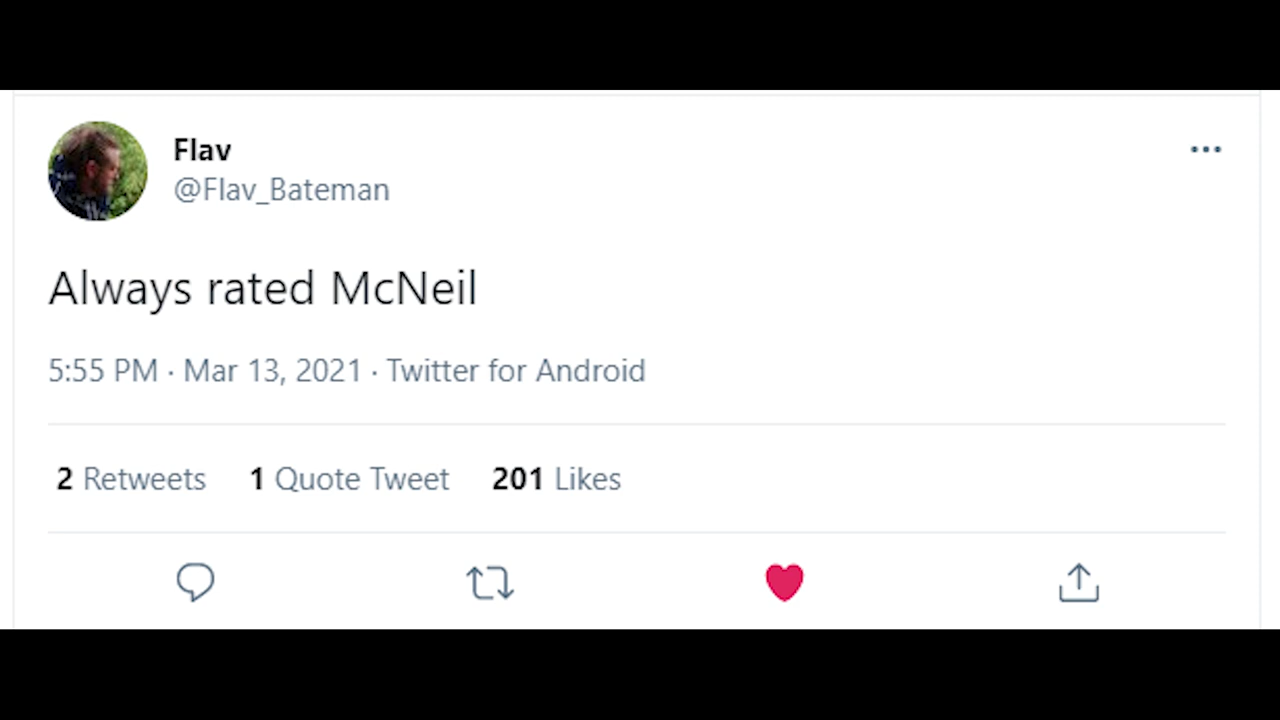 Flav
@Flav_Bateman
Always rated McNeil
5:55 PM · Mar 13, 2021 · Twitter for Android
2 Retweets 1 Quote Tweet 201 Likes